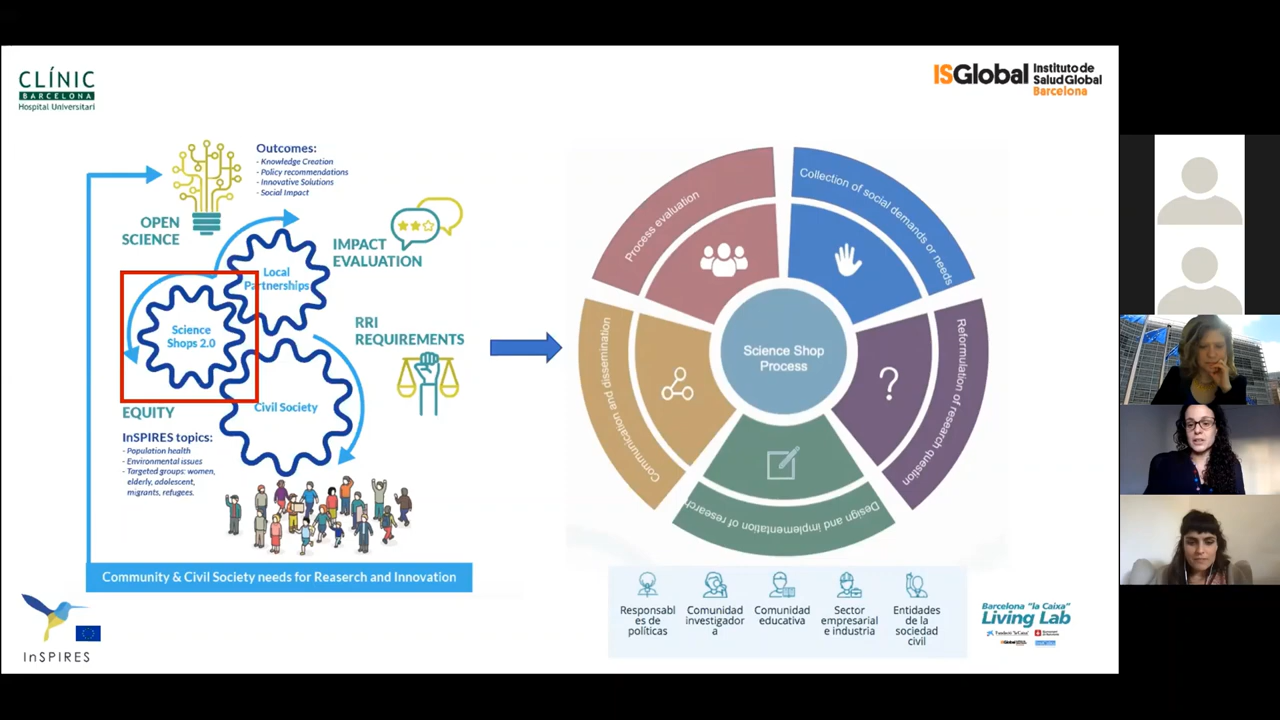 CLÍNIC
BARCELONA
Hospital Universitari
ISGlobal Instituto de
Salud Global
Barcelona
Outcomes:
- Knowledge Creation
- Policy recommendations
- Innovative Solutions
- Social Impact
OPEN
SCIENCE
IMPACT
EVALUATION
Local
Partnerships
Science
Shops 2.0
RRI
REQUIREMENTS
EQUITY
Civil Society
InSPIRES topics:
- Population health
- Environmental issues
- Targeted groups: women,
elderly, adolescent,
migrants, refugees.
Community & Civil Society needs for Reaserch and Innovation
InSPIRES
Process evaluation
Collection of social demands or needs
Reformulation of research question
Design and implementation of research
Communication and dissemination
Science Shop
Process
Responsabl
es de
políticas
Comunidad
investigador
a
Comunidad
educativa
Sector
empresarial
e industria
Entidades
de la
sociedad
civil
Barcelona "la Caixa"
Living Lab